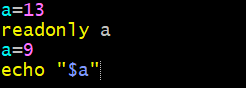 a=13
readonly a
a=9
echo "$a"